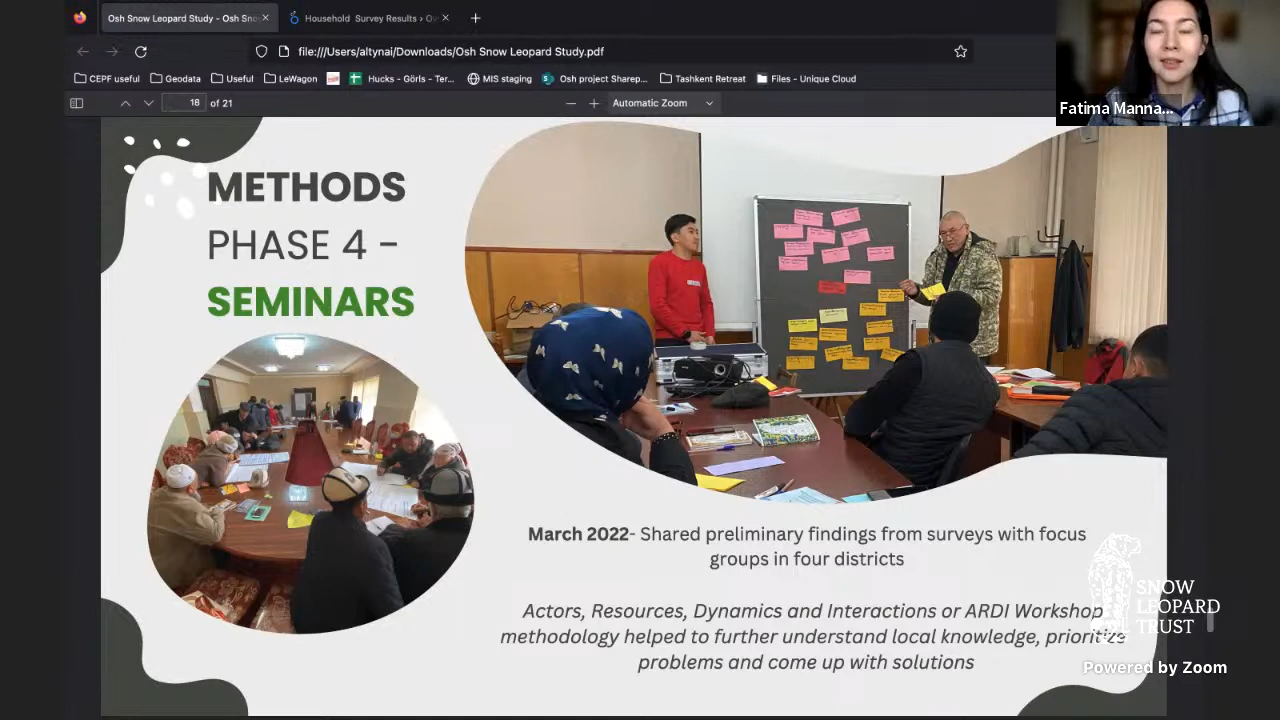 Osh Snow Leopard Study - Osh Sno
Household Survey Results › Ov
file:///Users/altynai/Downloads/Osh Snow Leopard Study.pdf
CEPF useful
Geodata
Useful
LeWagon
Hucks - Görls - Ter...
MIS staging
Osh project Sharep...
Tashkent Retreat
Files - Unique Cloud
18 of 21
Automatic Zoom
Fatima Manna...
METHODS
PHASE 4 -
SEMINARS
March 2022- Shared preliminary findings from surveys with focus
groups in four districts
Actors, Resources, Dynamics and Interactions or ARDI Workshop
methodology helped to further understand local knowledge, prioritize
problems and come up with solutions
SNOW
LEOPARD
TRUST
Powered by Zoom